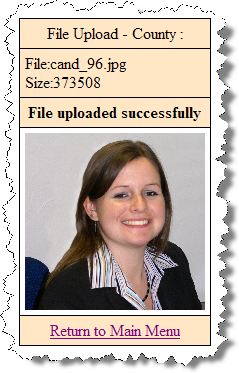 File Upload - County :
File:cand_96.jpg
Size:373508
File uploaded successfully
Return to Main Menu